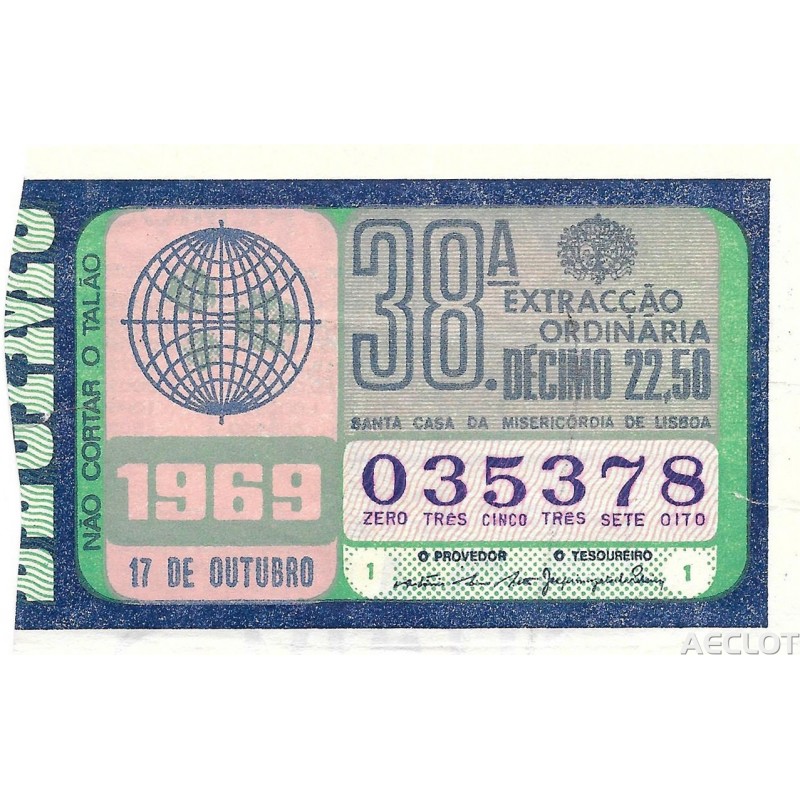 NÃO CORTAR O TALÃO
1969
17 DE OUTUBRO
38.ª
EXTRACÇÃO
ORDINÁRIA
DÉCIMO 22,50
SANTA CASA DA MISERICÓRDIA DE LISBOA
035378
ZERO TRÊS CINCO TRÊS SETE OITO
O PROVEDOR O TESOUREIRO
1 1
AECLOT